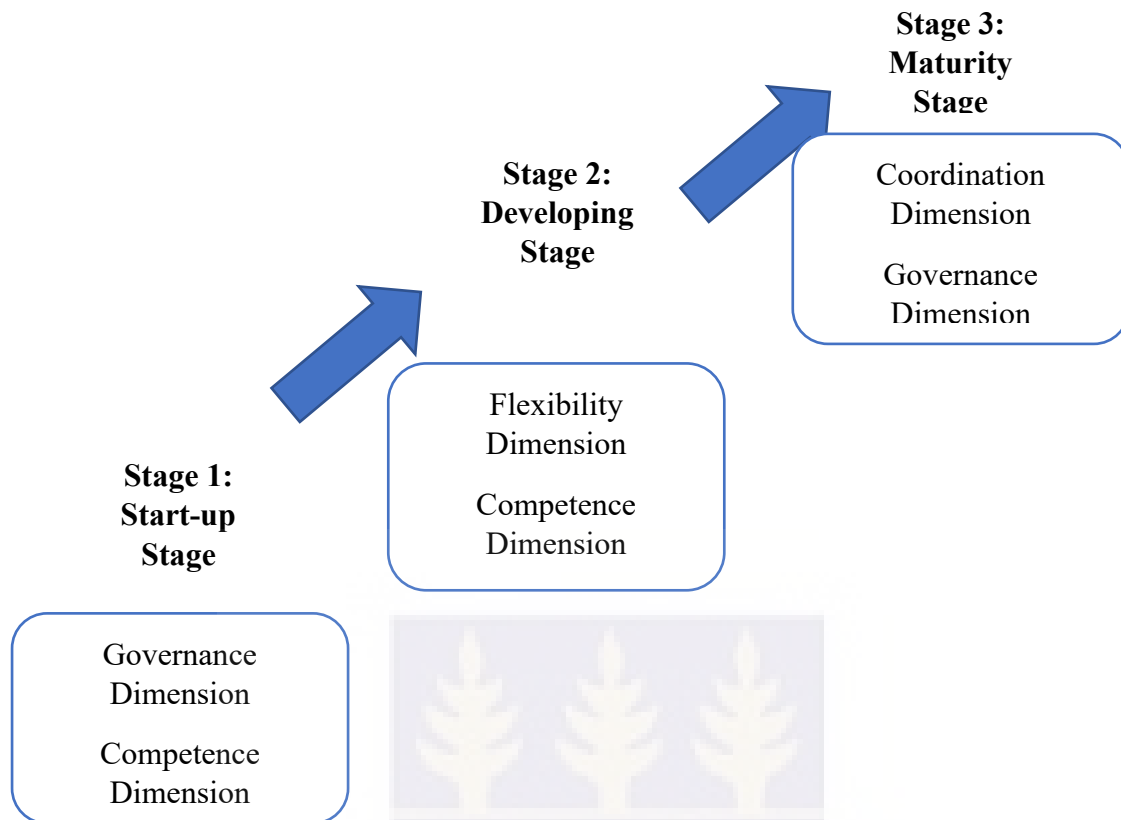 Stage 1:
Start-up
Stage
Governance
Dimension
Competence
Dimension
Stage 2:
Developing
Stage
Flexibility
Dimension
Competence
Dimension
Stage 3:
Maturity
Stage
Coordination
Dimension
Governance
Dimension